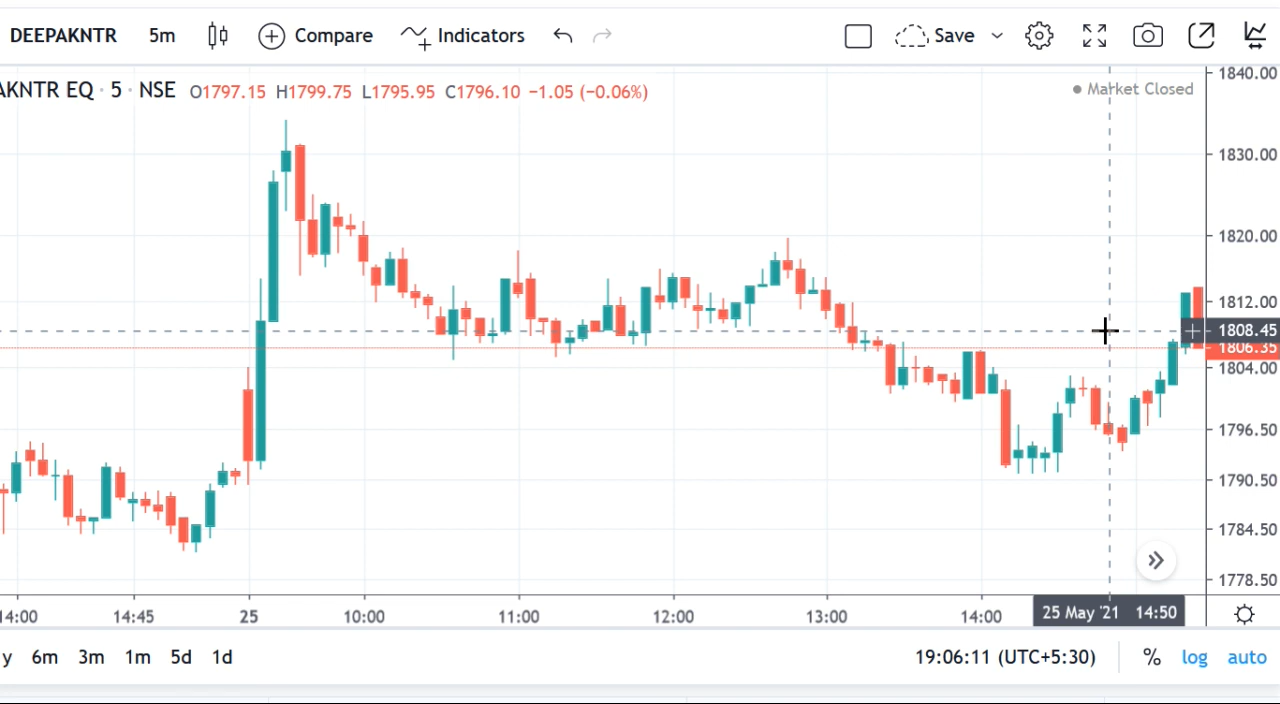 DEEPAKNTR 5m Compare Indicators Save
AKNTR EQ · 5 · NSE O1797.15 H1799.75 L1795.95 C1796.10 −1.05 (−0.06%)
Market Closed
1840.00
1830.00
1820.00
1812.00
1808.45
1806.35
1804.00
1796.50
1790.50
1784.50
1778.50
14:00 14:45 25 10:00 11:00 12:00 13:00 14:00 25 May '21 14:50
y 6m 3m 1m 5d 1d 19:06:11 (UTC+5:30) % log auto